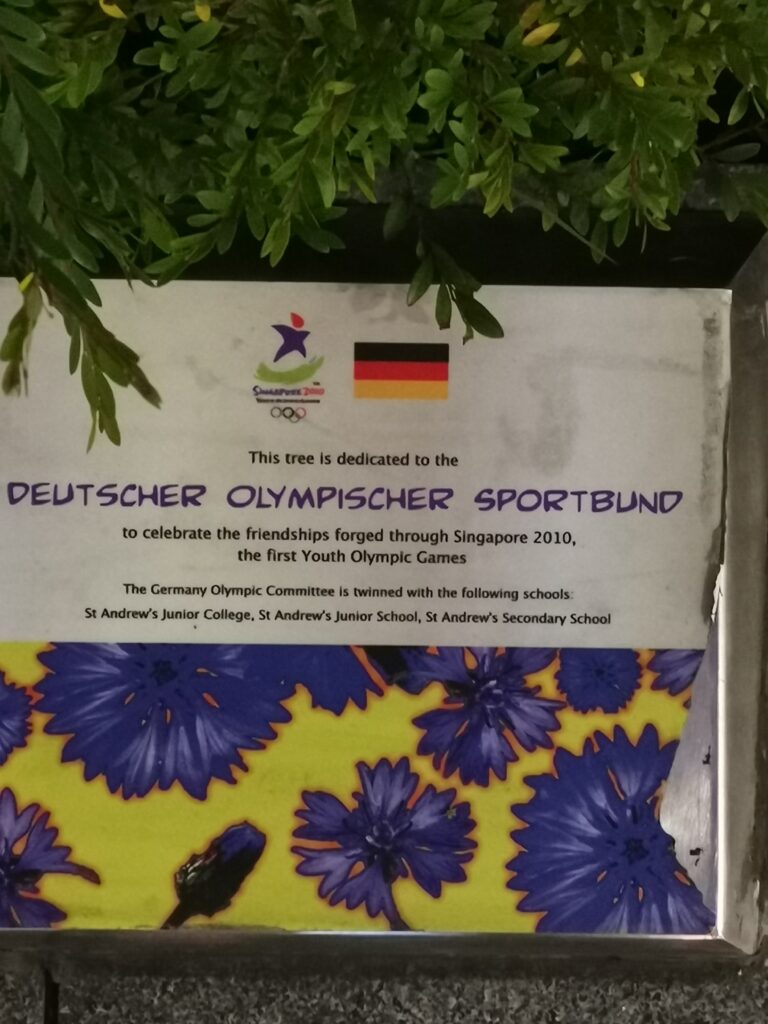 SINGAPORE 2010
This tree is dedicated to the
DEUTSCHER OLYMPISCHER SPORTBUND
to celebrate the friendships forged through Singapore 2010,
the first Youth Olympic Games
The Germany Olympic Committee is twinned with the following schools:
St Andrew's Junior College, St Andrew's Junior School, St Andrew's Secondary School